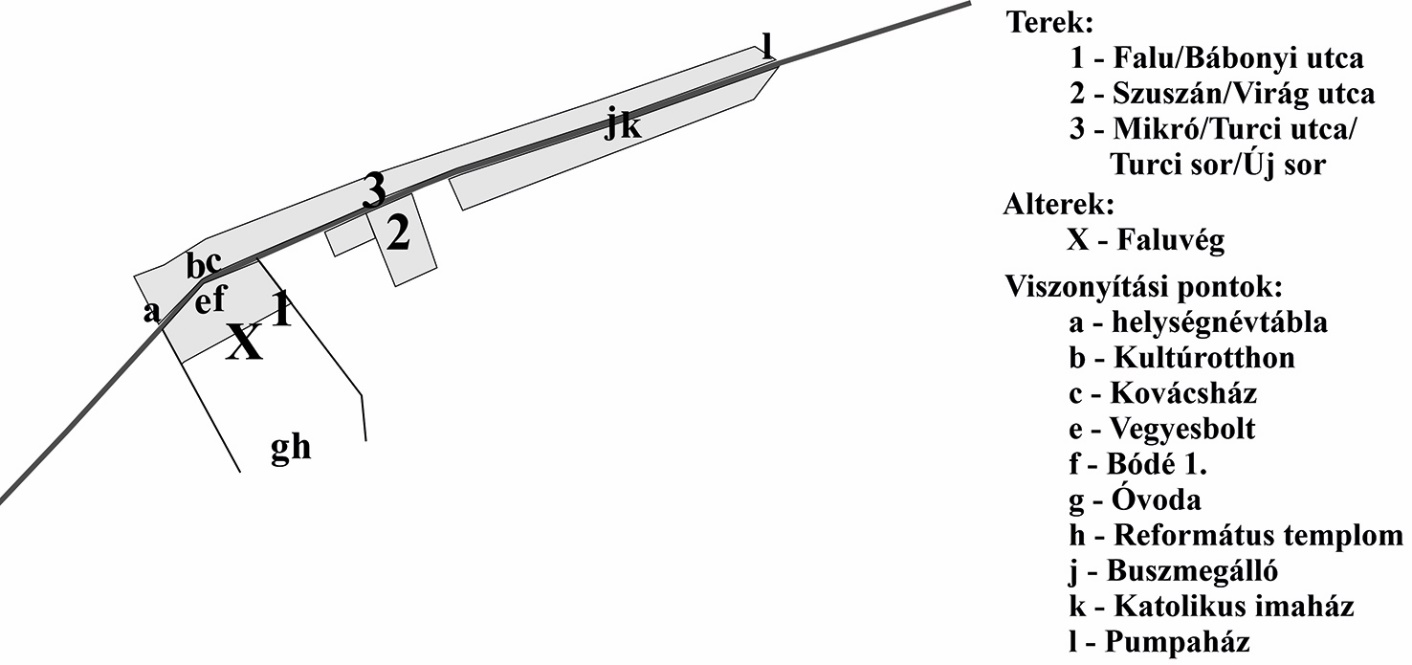 l
jk
3
2
bc
ef
a
1
X
gh
Terek:
1 - Falu/Bábonyi utca
2 - Szuszán/Virág utca
3 - Mikró/Turci utca/
Turci sor/Új sor
Alterek:
X - Faluvég
Viszonyítási pontok:
a - helységnévtábla
b - Kultúrotthon
c - Kovácsház
e - Vegyesbolt
f - Bódé 1.
g - Óvoda
h - Református templom
j - Buszmegálló
k - Katolikus imaház
l - Pumpaház